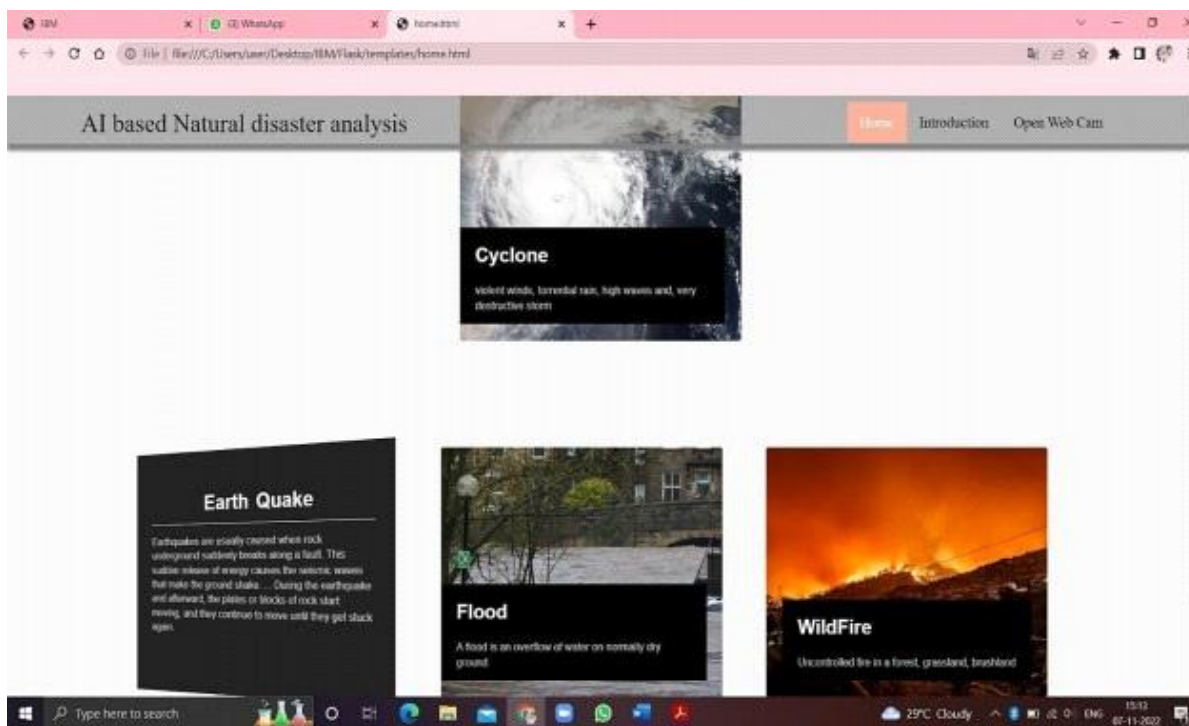 IBM
(3) WhatsApp
home.html
File | file:///C:/Users/user/Desktop/IBM/Flask/templates/home.html
AI based Natural disaster analysis
Home
Introduction
Open Web Cam
Cyclone
violent winds, torrential rain, high waves and, very
destructive storm
Earth Quake
Earthquakes are usually caused when rock
underground suddenly breaks along a fault. This
sudden release of energy causes the seismic waves
that make the ground shake. ... During the earthquake
and afterward, the plates or blocks of rock start
moving, and they continue to move until they get stuck
again.
Flood
A flood is an overflow of water on normally dry
ground
WildFire
Uncontrolled fire in a forest, grassland, brushland
Type here to search
29°C Cloudy
ENG
15:13
07-11-2022